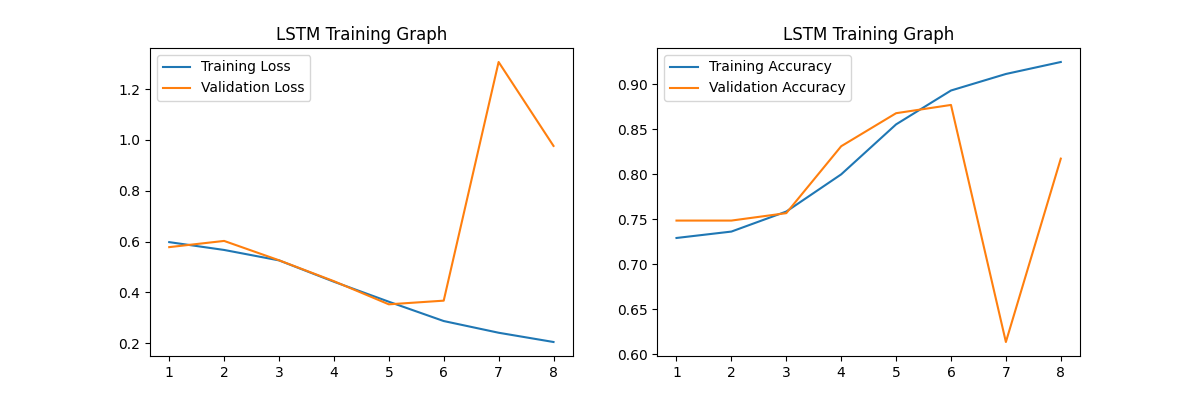 LSTM Training Graph
Training Loss
Validation Loss
1.2
1.0
0.8
0.6
0.4
0.2
1 2 3 4 5 6 7 8
LSTM Training Graph
Training Accuracy
Validation Accuracy
0.90
0.85
0.80
0.75
0.70
0.65
0.60
1 2 3 4 5 6 7 8